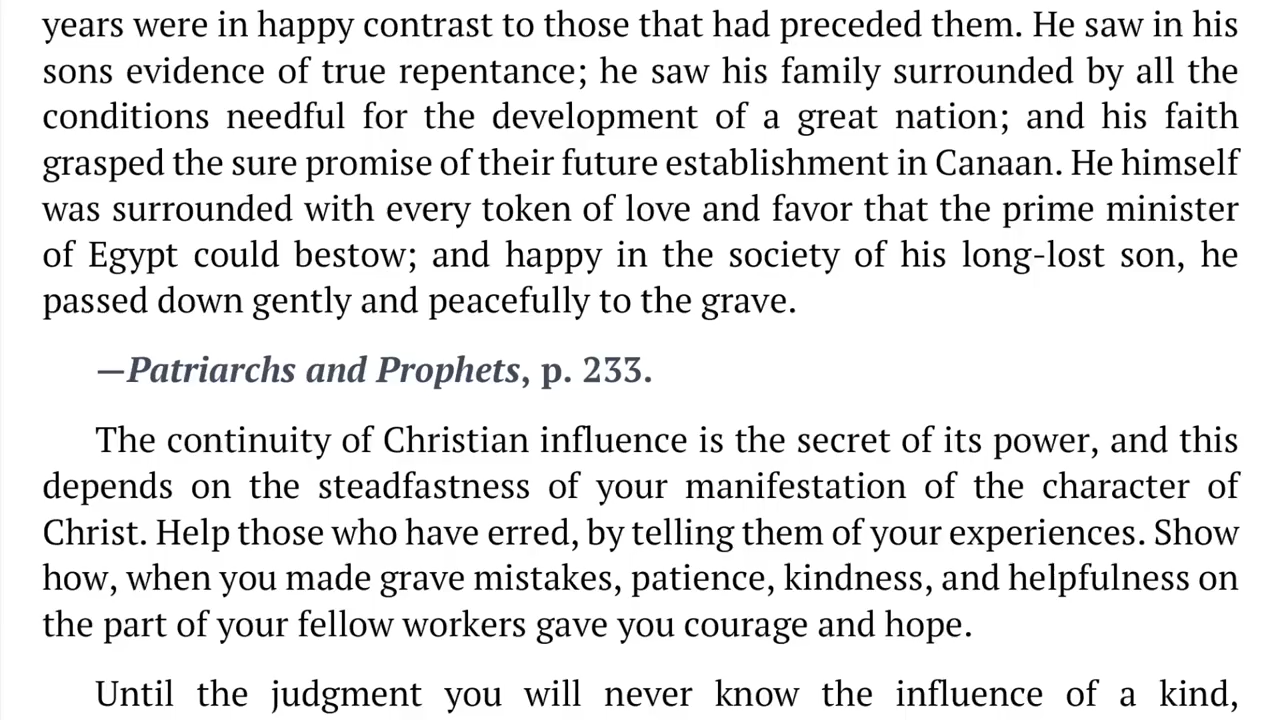 years were in happy contrast to those that had preceded them. He saw in his
sons evidence of true repentance; he saw his family surrounded by all the
conditions needful for the development of a great nation; and his faith
grasped the sure promise of their future establishment in Canaan. He himself
was surrounded with every token of love and favor that the prime minister
of Egypt could bestow; and happy in the society of his long-lost son, he
passed down gently and peacefully to the grave.
—Patriarchs and Prophets, p. 233.
The continuity of Christian influence is the secret of its power, and this
depends on the steadfastness of your manifestation of the character of
Christ. Help those who have erred, by telling them of your experiences. Show
how, when you made grave mistakes, patience, kindness, and helpfulness on
the part of your fellow workers gave you courage and hope.
Until the judgment you will never know the influence of a kind,